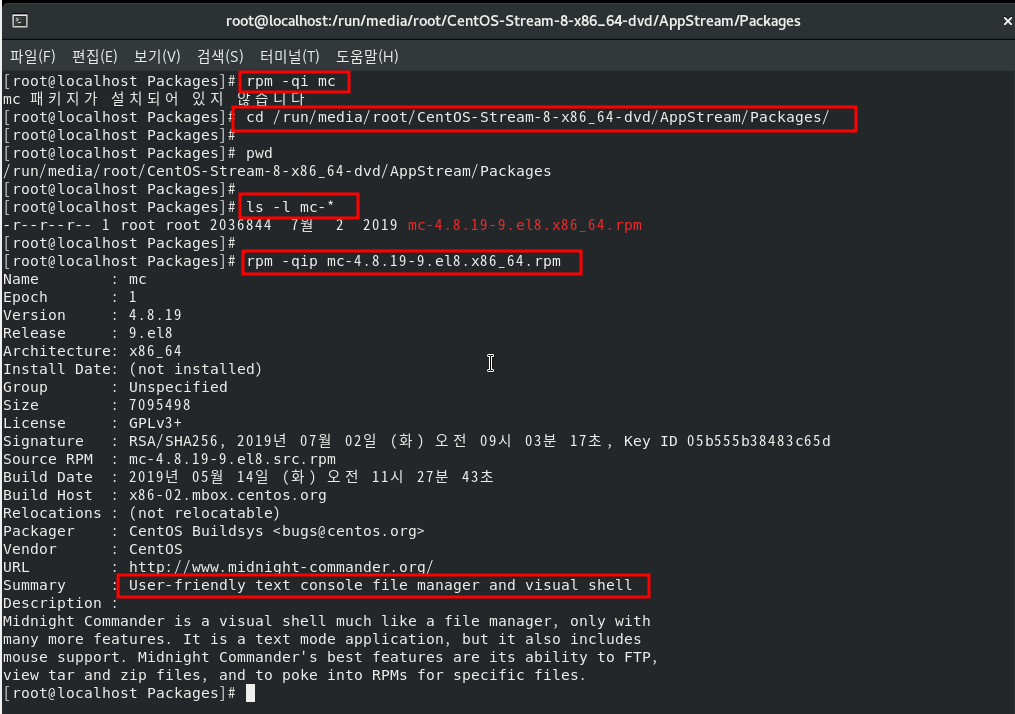 root@localhost:/run/media/root/CentOS-Stream-8-x86_64-dvd/AppStream/Packages
파일(F) 편집(E) 보기(V) 검색(S) 터미널(T) 도움말(H)
[root@localhost Packages]# rpm -qi mc
mc 패키지가 설치되어 있지 않습니다
[root@localhost Packages]# cd /run/media/root/CentOS-Stream-8-x86_64-dvd/AppStream/Packages/
[root@localhost Packages]#
[root@localhost Packages]# pwd
/run/media/root/CentOS-Stream-8-x86_64-dvd/AppStream/Packages
[root@localhost Packages]#
[root@localhost Packages]# ls -l mc-*
-r--r--r-- 1 root root 2036844  7월  2  2019 mc-4.8.19-9.el8.x86_64.rpm
[root@localhost Packages]#
[root@localhost Packages]# rpm -qip mc-4.8.19-9.el8.x86_64.rpm
Name        : mc
Epoch       : 1
Version     : 4.8.19
Release     : 9.el8
Architecture: x86_64
Install Date: (not installed)
Group       : Unspecified
Size        : 7095498
License     : GPLv3+
Signature   : RSA/SHA256, 2019년 07월 02일 (화) 오전 09시 03분 17초, Key ID 05b555b38483c65d
Source RPM  : mc-4.8.19-9.el8.src.rpm
Build Date  : 2019년 05월 14일 (화) 오전 11시 27분 43초
Build Host  : x86-02.mbox.centos.org
Relocations : (not relocatable)
Packager    : CentOS Buildsys <bugs@centos.org>
Vendor      : CentOS
URL         : http://www.midnight-commander.org/
Summary     : User-friendly text console file manager and visual shell
Description :
Midnight Commander is a visual shell much like a file manager, only with
many more features. It is a text mode application, but it also includes
mouse support. Midnight Commander's best features are its ability to FTP,
view tar and zip files, and to poke into RPMs for specific files.
[root@localhost Packages]#